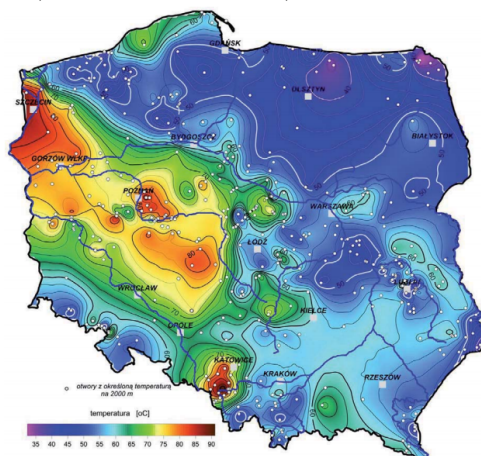 GDAŃSK
OLSZTYN
SZCZECIN
BIAŁYSTOK
BYDGOSZCZ
GORZÓW WLKP.
POZNAŃ
WARSZAWA
ŁÓDŹ
LUBLIN
WROCŁAW
KIELCE
OPOLE
KATOWICE
KRAKÓW
RZESZÓW
otwory z określoną temperaturą
na 2000 m
temperatura [oC]
35 40 45 50 55 60 65 70 75 80 85 90